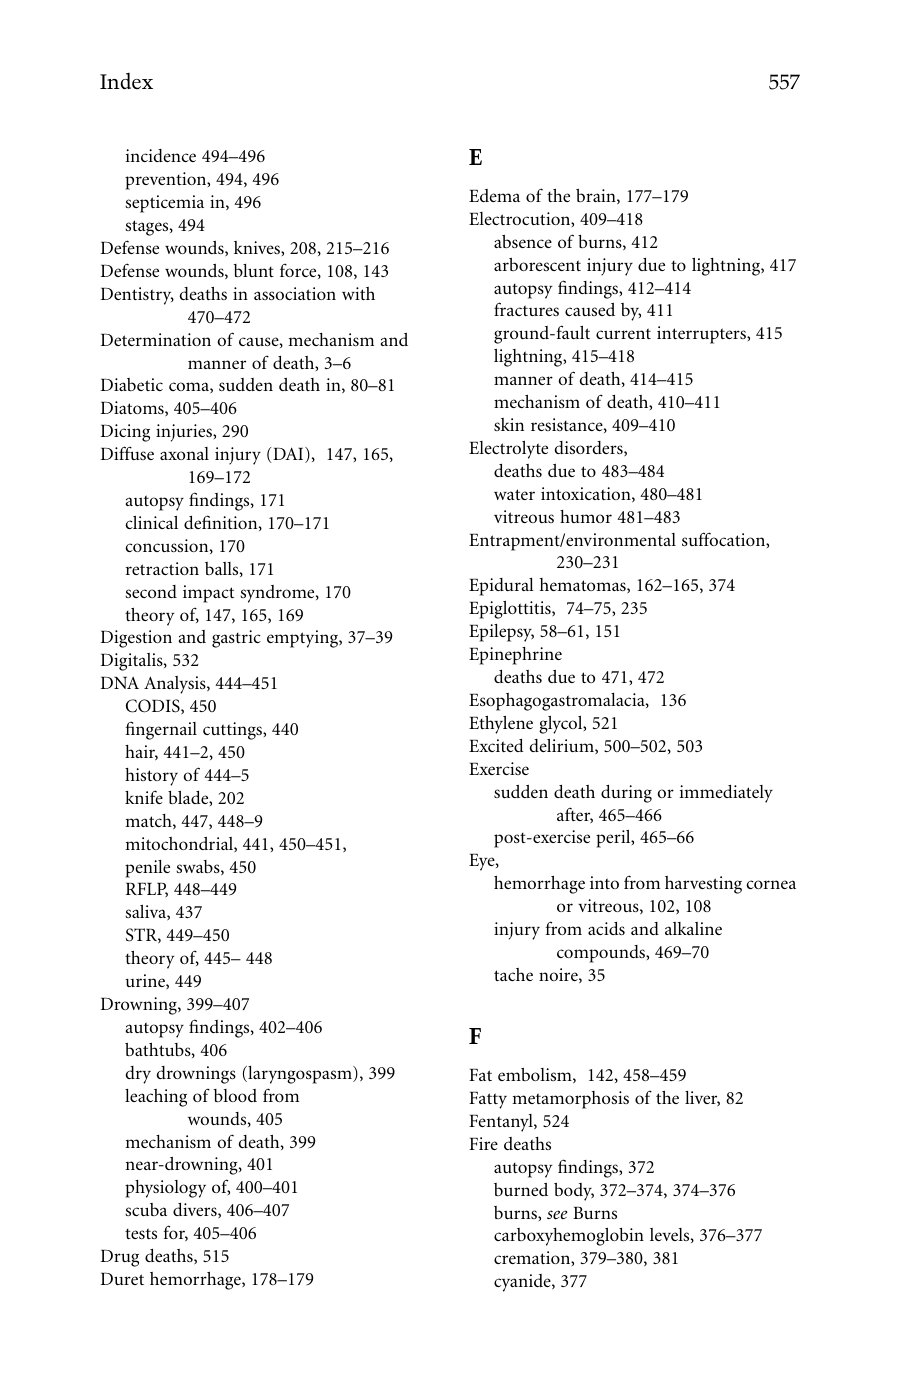 Index
557
incidence 494–496
prevention, 494, 496
septicemia in, 496
stages, 494
Defense wounds, knives, 208, 215–216
Defense wounds, blunt force, 108, 143
Dentistry, deaths in association with
470–472
Determination of cause, mechanism and
manner of death, 3–6
Diabetic coma, sudden death in, 80–81
Diatoms, 405–406
Dicing injuries, 290
Diffuse axonal injury (DAI), 147, 165,
169–172
autopsy findings, 171
clinical definition, 170–171
concussion, 170
retraction balls, 171
second impact syndrome, 170
theory of, 147, 165, 169
Digestion and gastric emptying, 37–39
Digitalis, 532
DNA Analysis, 444–451
CODIS, 450
fingernail cuttings, 440
hair, 441–2, 450
history of 444–5
knife blade, 202
match, 447, 448–9
mitochondrial, 441, 450–451,
penile swabs, 450
RFLP, 448–449
saliva, 437
STR, 449–450
theory of, 445– 448
urine, 449
Drowning, 399–407
autopsy findings, 402–406
bathtubs, 406
dry drownings (laryngospasm), 399
leaching of blood from
wounds, 405
mechanism of death, 399
near-drowning, 401
physiology of, 400–401
scuba divers, 406–407
tests for, 405–406
Drug deaths, 515
Duret hemorrhage, 178–179
E
Edema of the brain, 177–179
Electrocution, 409–418
absence of burns, 412
arborescent injury due to lightning, 417
autopsy findings, 412–414
fractures caused by, 411
ground-fault current interrupters, 415
lightning, 415–418
manner of death, 414–415
mechanism of death, 410–411
skin resistance, 409–410
Electrolyte disorders,
deaths due to 483–484
water intoxication, 480–481
vitreous humor 481–483
Entrapment/environmental suffocation,
230–231
Epidural hematomas, 162–165, 374
Epiglottitis, 74–75, 235
Epilepsy, 58–61, 151
Epinephrine
deaths due to 471, 472
Esophagogastromalacia, 136
Ethylene glycol, 521
Excited delirium, 500–502, 503
Exercise
sudden death during or immediately
after, 465–466
post-exercise peril, 465–66
Eye,
hemorrhage into from harvesting cornea
or vitreous, 102, 108
injury from acids and alkaline
compounds, 469–70
tache noire, 35
F
Fat embolism, 142, 458–459
Fatty metamorphosis of the liver, 82
Fentanyl, 524
Fire deaths
autopsy findings, 372
burned body, 372–374, 374–376
burns, see Burns
carboxyhemoglobin levels, 376–377
cremation, 379–380, 381
cyanide, 377